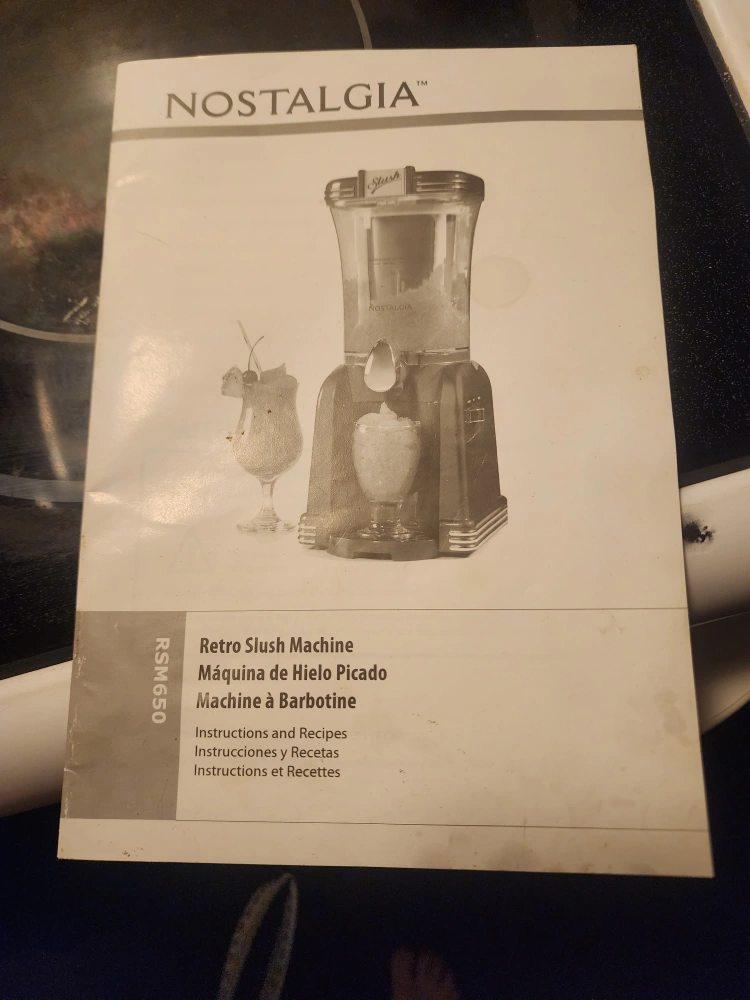 NOSTALGIA™
Slush
NOSTALGIA
RSM650
Retro Slush Machine
Máquina de Hielo Picado
Machine à Barbotine
Instructions and Recipes
Instrucciones y Recetas
Instructions et Recettes